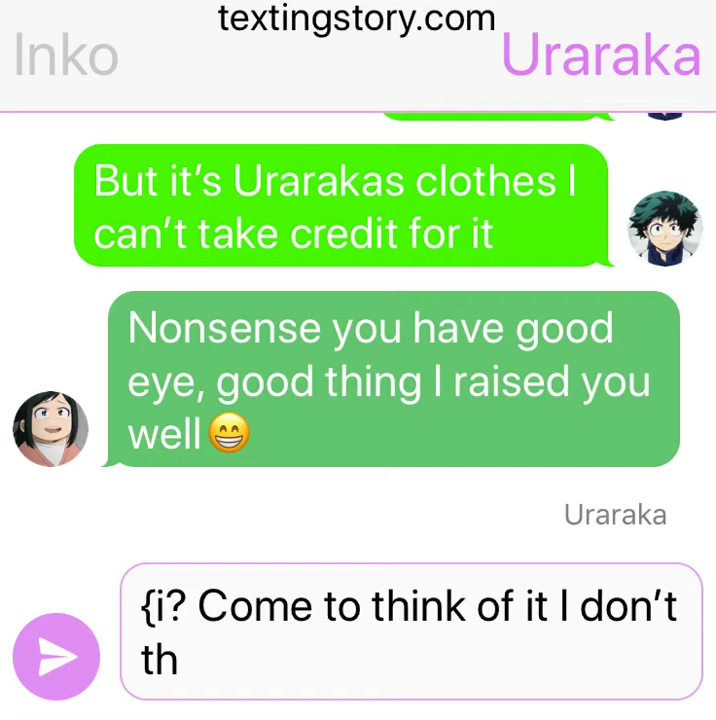 textingstory.com
Inko
Uraraka
But it’s Urarakas clothes I
can’t take credit for it
Nonsense you have good
eye, good thing I raised you
well😁
Uraraka
{i? Come to think of it I don’t
th